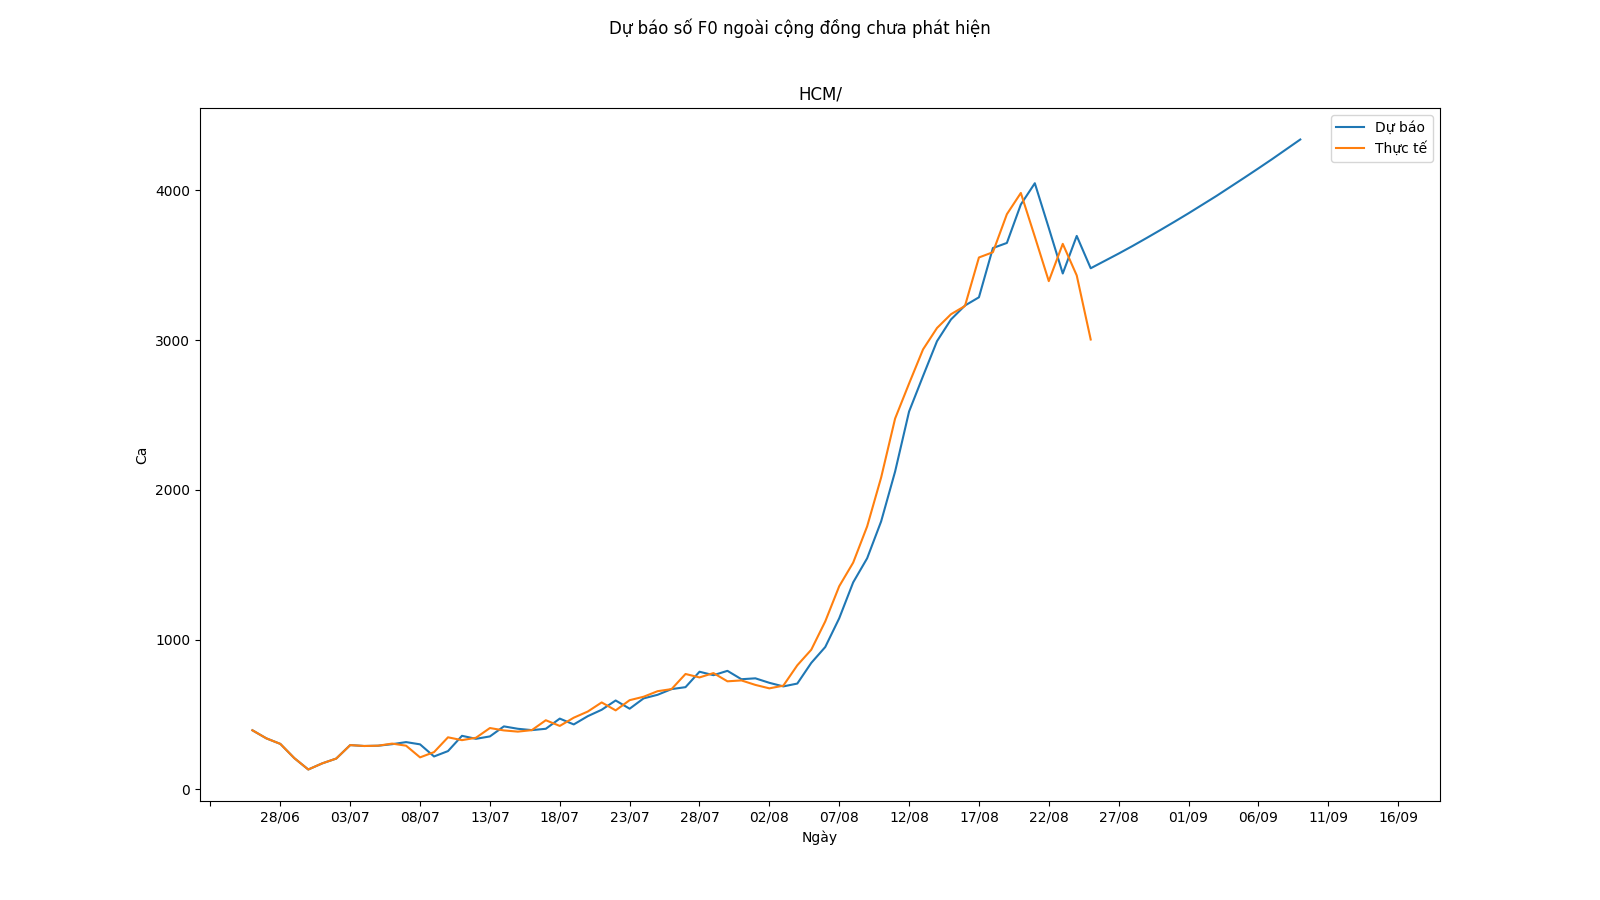 Dự báo số F0 ngoài cộng đồng chưa phát hiện
HCM/
Dự báo
Thực tế
4000
3000
2000
1000
0
Ca
28/06 03/07 08/07 13/07 18/07 23/07 28/07 02/08 07/08 12/08 17/08 22/08 27/08 01/09 06/09 11/09 16/09
Ngày